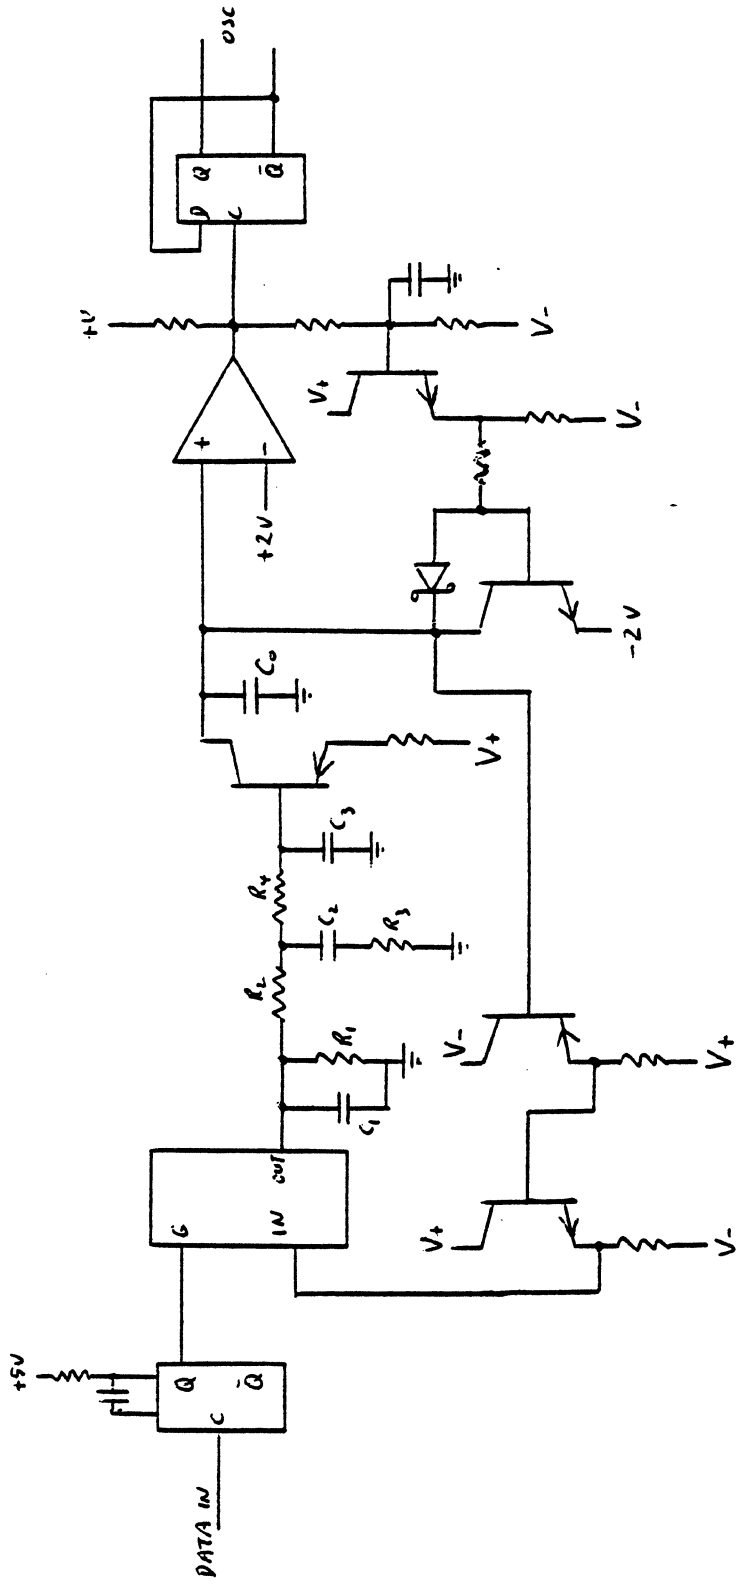 DATA IN
+5V
C
Q
Q̅
G
IN
OUT
C₁
R₁
R₂
C₂
R₃
R₄
C₃
V+
C₀
V+
V-
V-
V-
V+
+2V
+
-
-2V
V+
V-
+V
V-
D
C
Q
Q̅
OSC